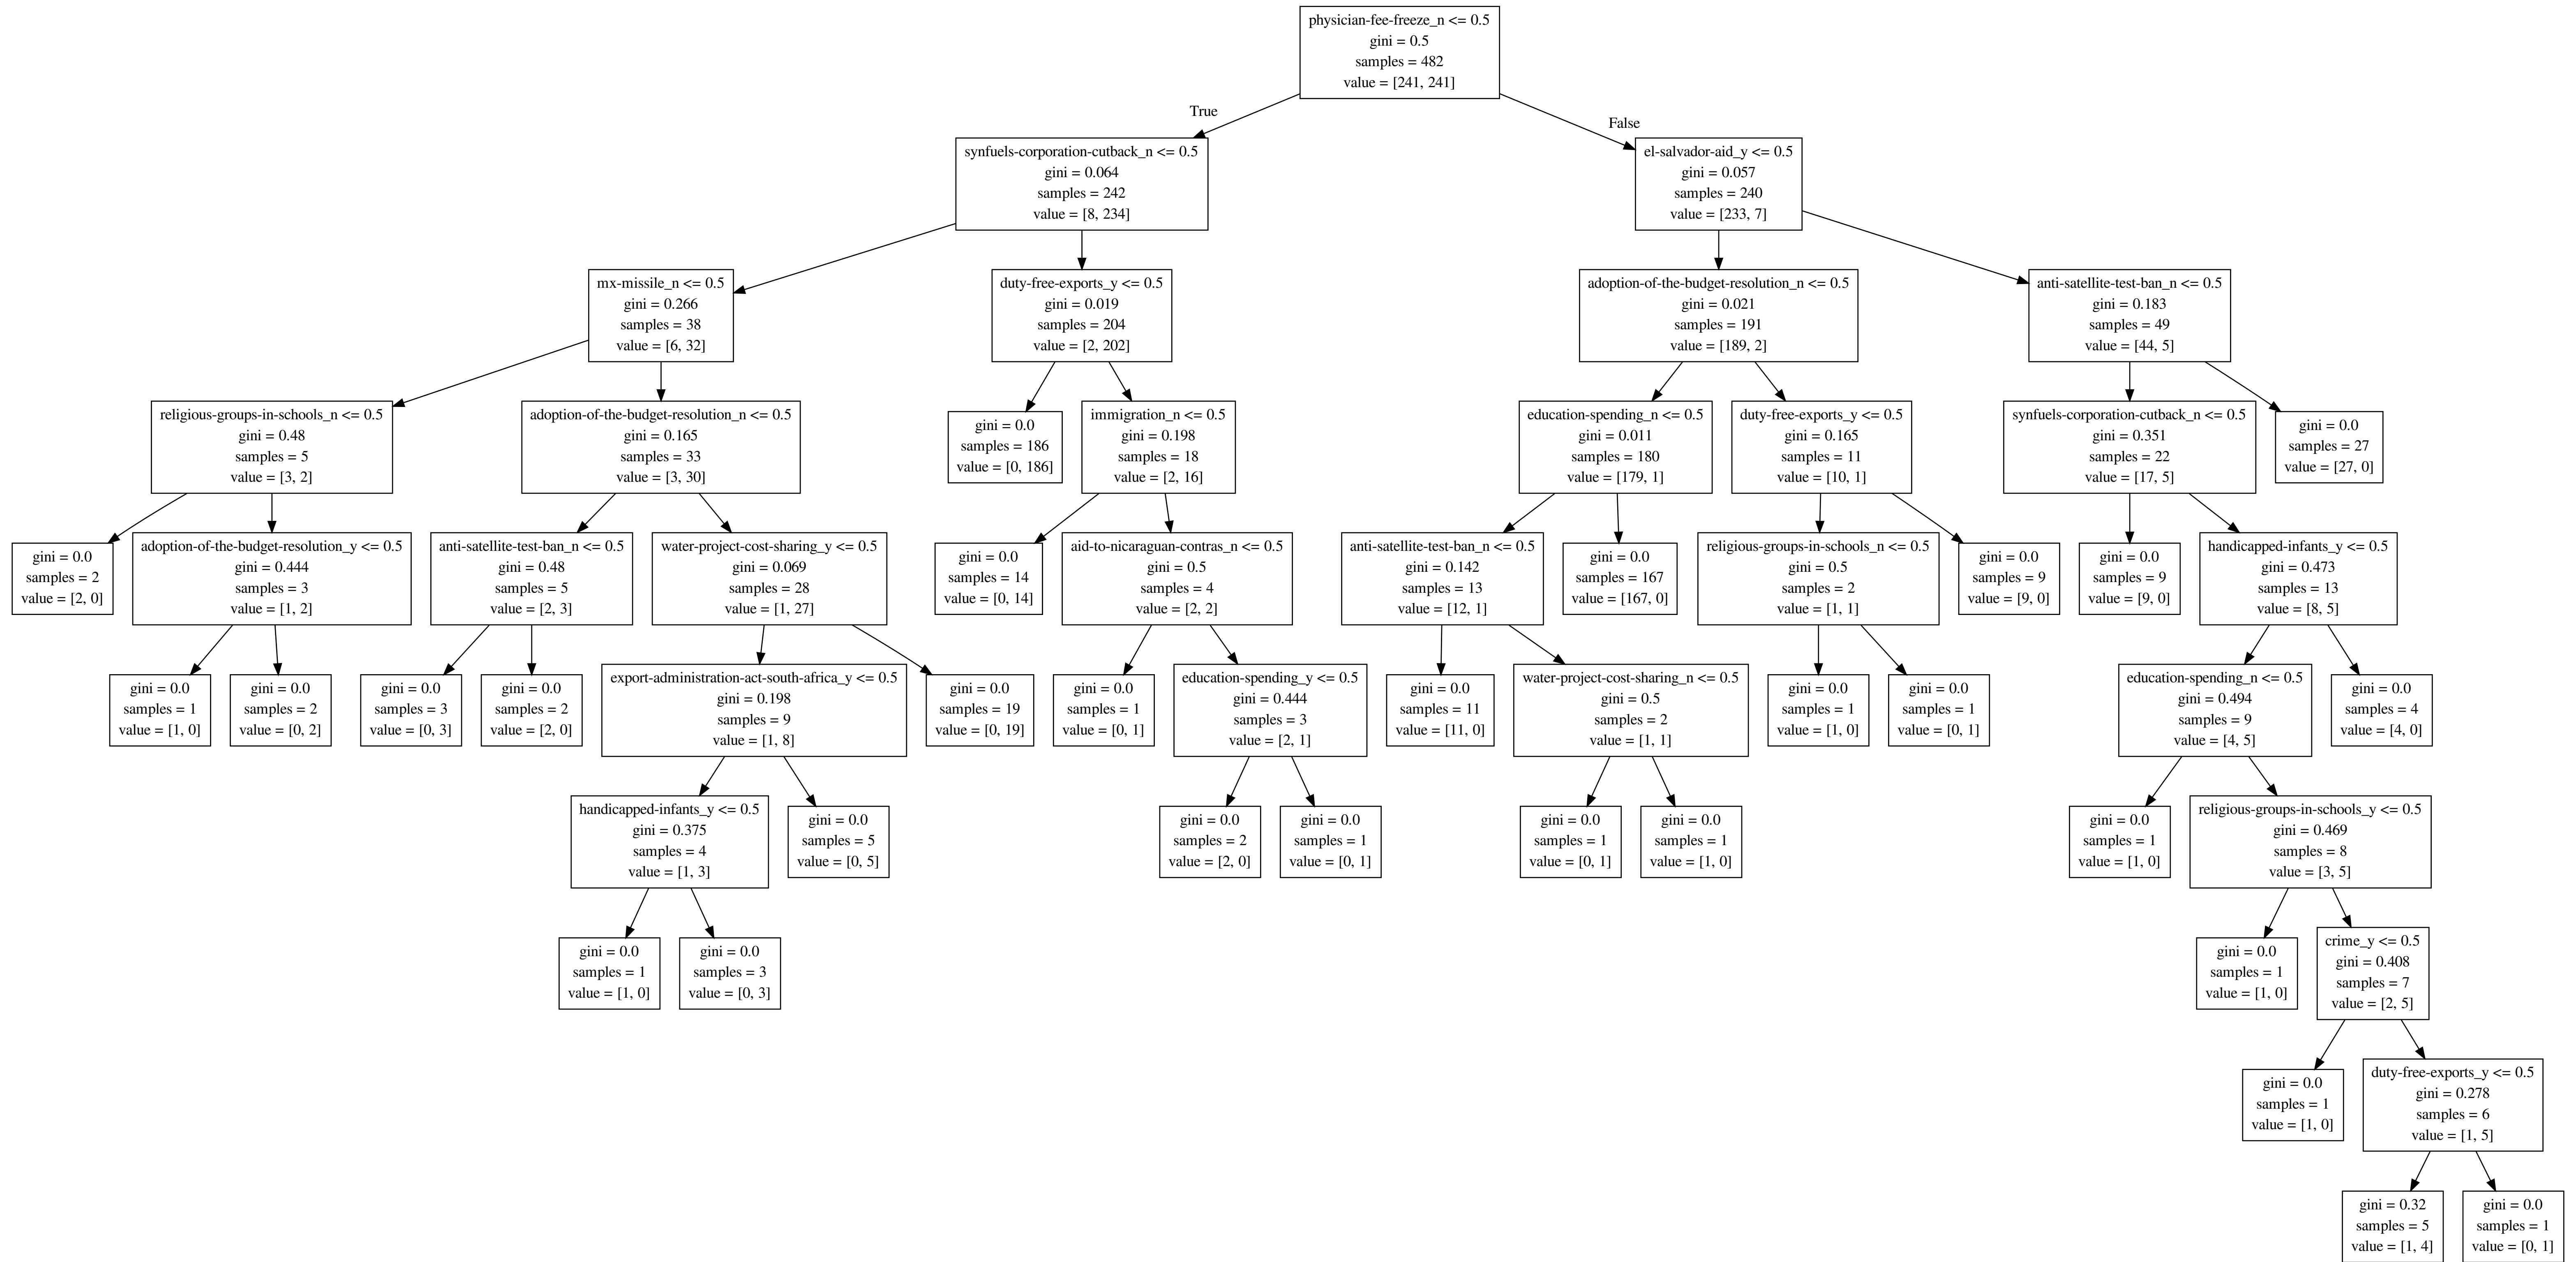 physician-fee-freeze_n <= 0.5
gini = 0.5
samples = 482
value = [241, 241]
True
False
synfuels-corporation-cutback_n <= 0.5
gini = 0.064
samples = 242
value = [8, 234]
el-salvador-aid_y <= 0.5
gini = 0.057
samples = 240
value = [233, 7]
mx-missile_n <= 0.5
gini = 0.266
samples = 38
value = [6, 32]
duty-free-exports_y <= 0.5
gini = 0.019
samples = 204
value = [2, 202]
adoption-of-the-budget-resolution_n <= 0.5
gini = 0.021
samples = 191
value = [189, 2]
anti-satellite-test-ban_n <= 0.5
gini = 0.183
samples = 49
value = [44, 5]
religious-groups-in-schools_n <= 0.5
gini = 0.48
samples = 5
value = [3, 2]
adoption-of-the-budget-resolution_n <= 0.5
gini = 0.165
samples = 33
value = [3, 30]
gini = 0.0
samples = 186
value = [0, 186]
immigration_n <= 0.5
gini = 0.198
samples = 18
value = [2, 16]
education-spending_n <= 0.5
gini = 0.011
samples = 180
value = [179, 1]
duty-free-exports_y <= 0.5
gini = 0.165
samples = 11
value = [10, 1]
synfuels-corporation-cutback_n <= 0.5
gini = 0.351
samples = 22
value = [17, 5]
gini = 0.0
samples = 27
value = [27, 0]
gini = 0.0
samples = 2
value = [2, 0]
adoption-of-the-budget-resolution_y <= 0.5
gini = 0.444
samples = 3
value = [1, 2]
anti-satellite-test-ban_n <= 0.5
gini = 0.48
samples = 5
value = [2, 3]
water-project-cost-sharing_y <= 0.5
gini = 0.069
samples = 28
value = [1, 27]
gini = 0.0
samples = 14
value = [0, 14]
aid-to-nicaraguan-contras_n <= 0.5
gini = 0.5
samples = 4
value = [2, 2]
anti-satellite-test-ban_n <= 0.5
gini = 0.142
samples = 13
value = [12, 1]
gini = 0.0
samples = 167
value = [167, 0]
religious-groups-in-schools_n <= 0.5
gini = 0.5
samples = 2
value = [1, 1]
gini = 0.0
samples = 9
value = [9, 0]
gini = 0.0
samples = 9
value = [9, 0]
handicapped-infants_y <= 0.5
gini = 0.473
samples = 13
value = [8, 5]
gini = 0.0
samples = 1
value = [1, 0]
gini = 0.0
samples = 2
value = [0, 2]
gini = 0.0
samples = 3
value = [0, 3]
gini = 0.0
samples = 2
value = [2, 0]
export-administration-act-south-africa_y <= 0.5
gini = 0.198
samples = 9
value = [1, 8]
gini = 0.0
samples = 19
value = [0, 19]
gini = 0.0
samples = 1
value = [0, 1]
education-spending_y <= 0.5
gini = 0.444
samples = 3
value = [2, 1]
gini = 0.0
samples = 11
value = [11, 0]
water-project-cost-sharing_n <= 0.5
gini = 0.5
samples = 2
value = [1, 1]
gini = 0.0
samples = 1
value = [1, 0]
gini = 0.0
samples = 1
value = [0, 1]
education-spending_n <= 0.5
gini = 0.494
samples = 9
value = [4, 5]
gini = 0.0
samples = 4
value = [4, 0]
handicapped-infants_y <= 0.5
gini = 0.375
samples = 4
value = [1, 3]
gini = 0.0
samples = 5
value = [0, 5]
gini = 0.0
samples = 2
value = [2, 0]
gini = 0.0
samples = 1
value = [0, 1]
gini = 0.0
samples = 1
value = [0, 1]
gini = 0.0
samples = 1
value = [1, 0]
gini = 0.0
samples = 1
value = [1, 0]
religious-groups-in-schools_y <= 0.5
gini = 0.469
samples = 8
value = [3, 5]
gini = 0.0
samples = 1
value = [1, 0]
gini = 0.0
samples = 3
value = [0, 3]
gini = 0.0
samples = 1
value = [1, 0]
crime_y <= 0.5
gini = 0.408
samples = 7
value = [2, 5]
gini = 0.0
samples = 1
value = [1, 0]
duty-free-exports_y <= 0.5
gini = 0.278
samples = 6
value = [1, 5]
gini = 0.32
samples = 5
value = [1, 4]
gini = 0.0
samples = 1
value = [0, 1]